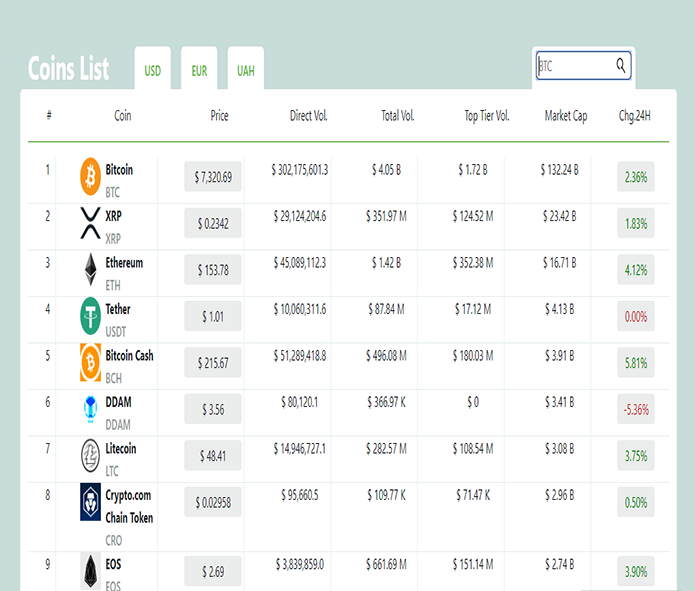 Coins List USD EUR UAH BTC
# Coin Price Direct Vol. Total Vol. Top Tier Vol. Market Cap Chg.24H
1 Bitcoin $ 7,320.69 $ 302,175,601.3 $ 4.05 B $ 1.72 B $ 132.24 B 2.36%
BTC
2 XRP $ 0.2342 $ 29,124,204.6 $ 351.97 M $ 124.52 M $ 23.42 B 1.83%
XRP
3 Ethereum $ 153.78 $ 45,089,112.3 $ 1.42 B $ 352.38 M $ 16.71 B 4.12%
ETH
4 Tether $ 1.01 $ 10,060,311.6 $ 87.84 M $ 17.12 M $ 4.13 B 0.00%
USDT
5 Bitcoin Cash $ 215.67 $ 51,289,418.8 $ 496.08 M $ 180.03 M $ 3.91 B 5.81%
BCH
6 DDAM $ 3.56 $ 80,120.1 $ 366.97 K $ 0 $ 3.41 B -5.36%
DDAM
7 Litecoin $ 48.41 $ 14,946,727.1 $ 282.57 M $ 108.54 M $ 3.08 B 3.75%
LTC
8 Crypto.com $ 0.02958 $ 95,660.5 $ 109.77 K $ 71.47 K $ 2.96 B 0.50%
Chain Token
CRO
9 EOS $ 2.69 $ 3,839,859.0 $ 661.69 M $ 151.14 M $ 2.74 B 3.90%
EOS